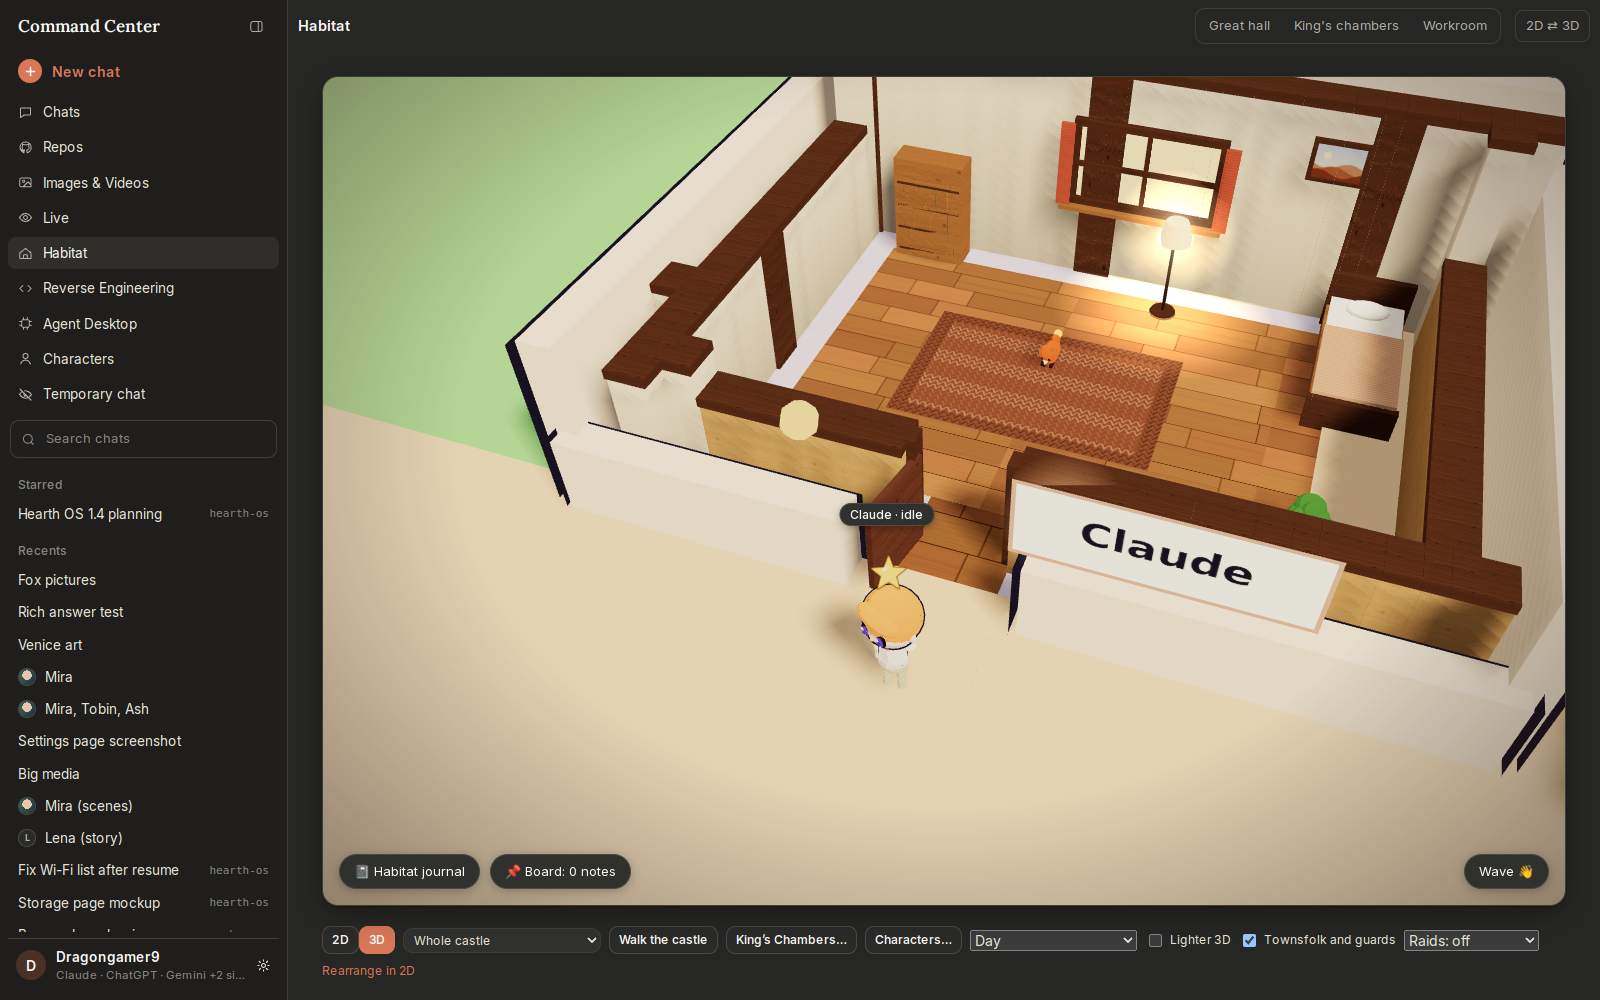 Command Center
New chat
Chats
Repos
Images & Videos
Live
Habitat
Reverse Engineering
Agent Desktop
Characters
Temporary chat
Search chats
Starred
Hearth OS 1.4 planning hearth-os
Recents
Fox pictures
Recent answer test
Venice art
Mira
Mira, Tobin, Ash
Settings page screenshot
Big media
Mira (scenes)
L Lena (story)
Fix Wi-Fi list after resume hearth-os
Storage page mockup hearth-os
D Dragongamer9
Claude · ChatGPT · Gemini +2 si...
Habitat
Great hall King's chambers Workroom 2D ⇄ 3D
Claude · idle
Claude
Habitat journal
Board: 0 notes
Wave
2D 3D Whole castle Walk the castle King's Chambers... Characters... Day Lighter 3D Townsfolk and guards Raids: off
Rearrange in 2D